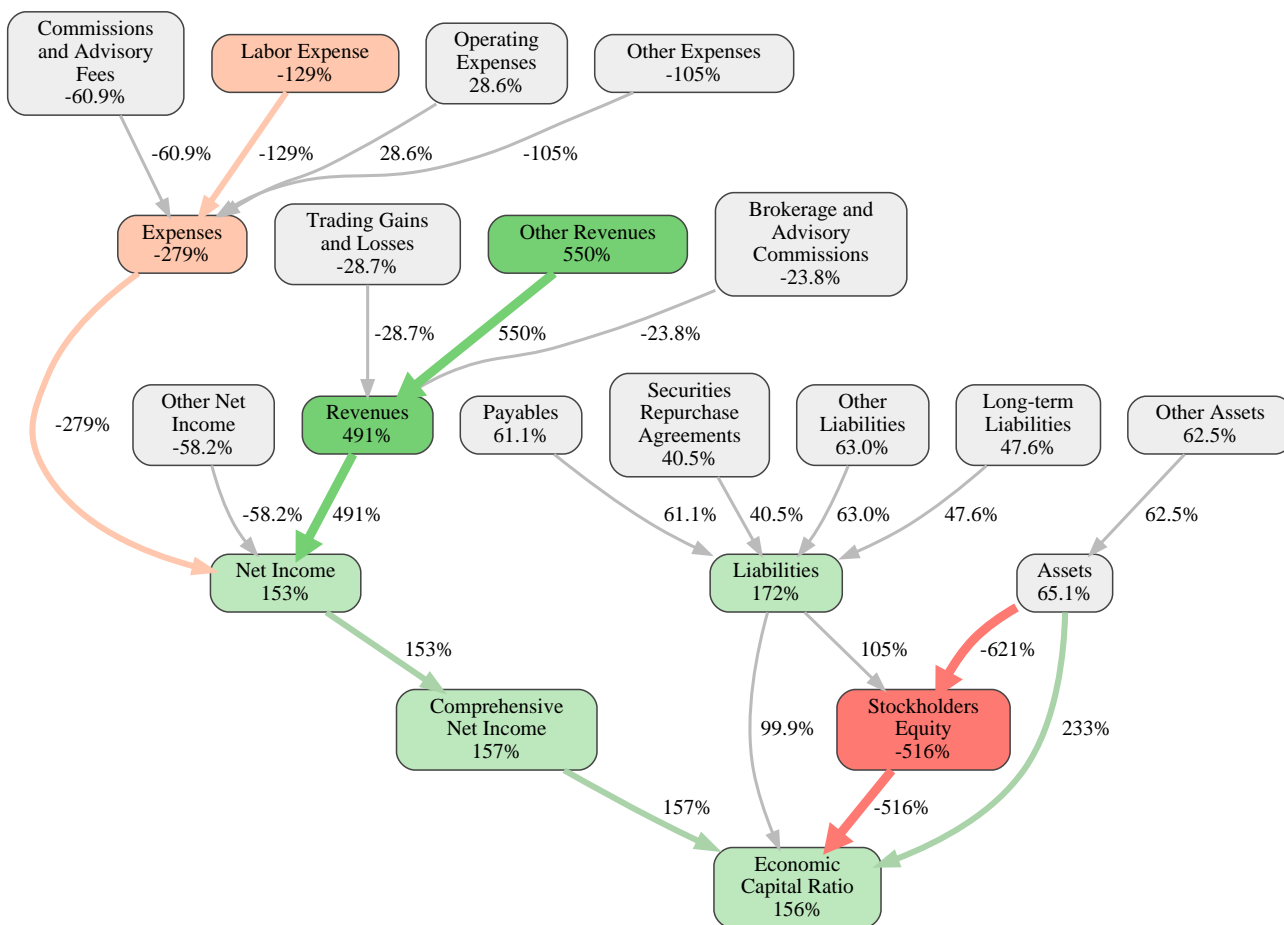 Commissions
and Advisory
Fees
-60.9%
Labor Expense
-129%
Operating
Expenses
28.6%
Other Expenses
-105%
-60.9%
-129%
28.6%
-105%
Expenses
-279%
Trading Gains
and Losses
-28.7%
Other Revenues
550%
Brokerage and
Advisory
Commissions
-23.8%
-28.7%
550%
-23.8%
-279%
Other Net
Income
-58.2%
Revenues
491%
Payables
61.1%
Securities
Repurchase
Agreements
40.5%
Other
Liabilities
63.0%
Long-term
Liabilities
47.6%
Other Assets
62.5%
-58.2%
491%
61.1%
40.5%
63.0%
47.6%
62.5%
Net Income
153%
Liabilities
172%
Assets
65.1%
153%
105%
-621%
Comprehensive
Net Income
157%
99.9%
Stockholders
Equity
-516%
233%
157%
-516%
Economic
Capital Ratio
156%